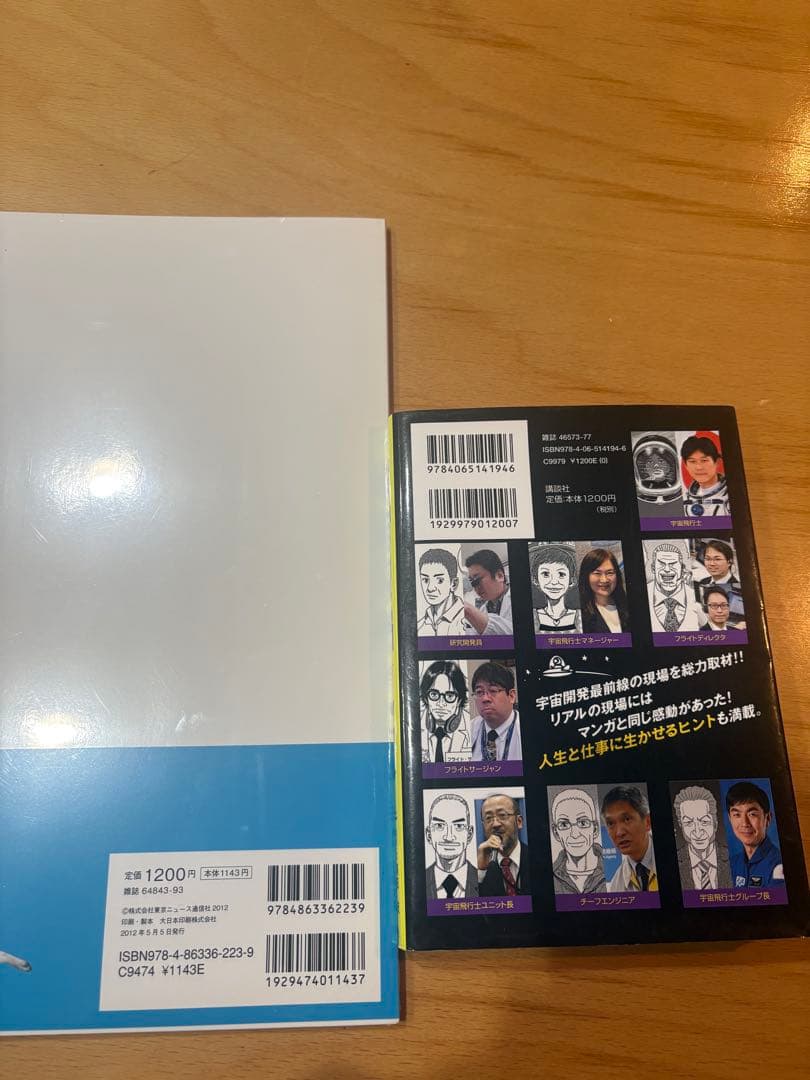 定価1200円 本体1143円
雑誌 64843-93
©株式会社東京ニュース通信社 2012
印刷・製本 大日本印刷株式会社
2012年5月5日発行
ISBN978-4-86336-223-9
C9474 ¥1143E
9784863362239
1929474011437
9784065141946
1929979012007
雑誌 46573-77
ISBN978-4-06-514194-6
C9979 ¥1200E (0)
講談社
定価:本体1200円
(税別)
宇宙飛行士
研究開発員
宇宙飛行士マネージャー
フライトディレクタ
フライトサージャン
宇宙開発最前線の現場を総力取材!!
リアルの現場には
マンガと同じ感動があった!
人生と仕事に生かせるヒントも満載。
宇宙飛行士ユニット長
チーフエンジニア
宇宙飛行士グループ長